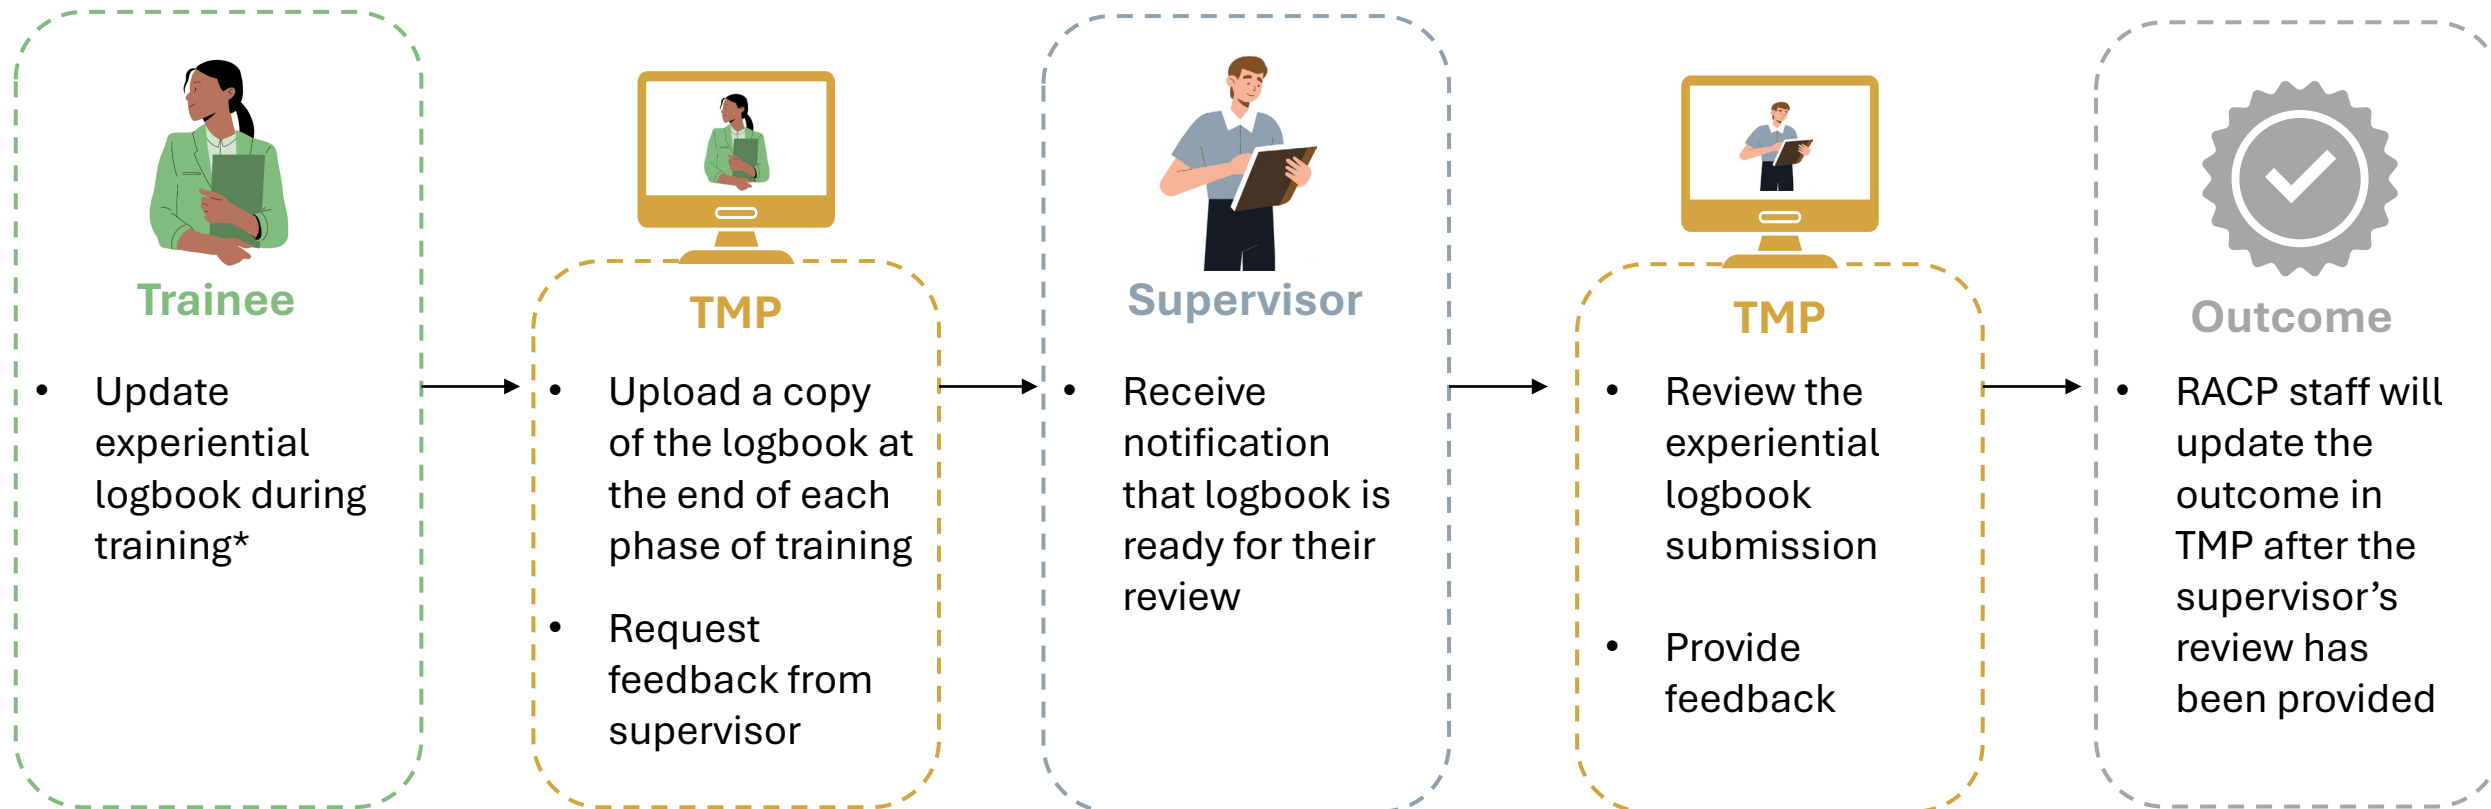 Trainee
• Update
experiential
logbook during
training*
TMP
• Upload a copy
of the logbook at
the end of each
phase of training
• Request
feedback from
supervisor
Supervisor
• Receive
notification
that logbook is
ready for their
review
TMP
• Review the
experiential
logbook
submission
• Provide
feedback
Outcome
• RACP staff will
update the
outcome in
TMP after the
supervisor’s
review has
been provided